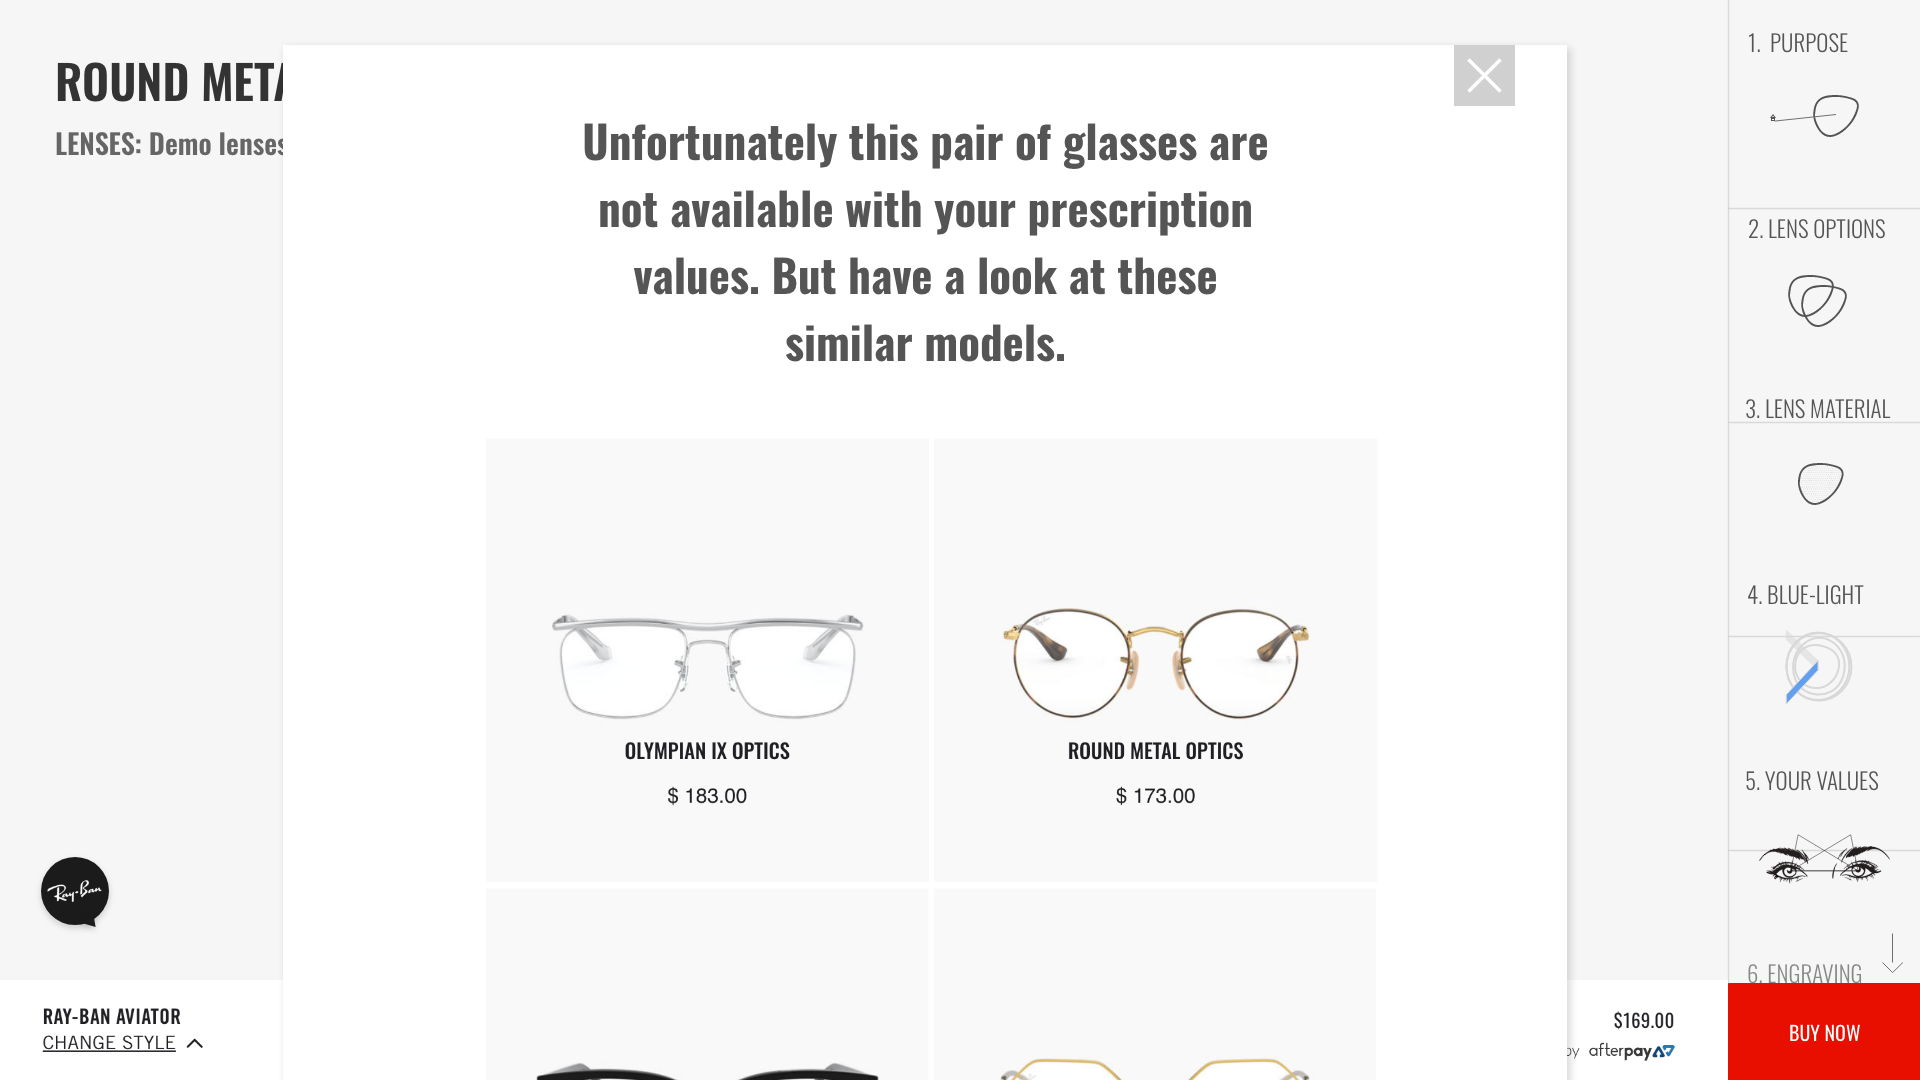 ROUND META
LENSES: Demo lenses
Unfortunately this pair of glasses are
not available with your prescription
values. But have a look at these
similar models.
OLYMPIAN IX OPTICS
$ 183.00
ROUND METAL OPTICS
$ 173.00
1. PURPOSE
2. LENS OPTIONS
3. LENS MATERIAL
4. BLUE-LIGHT
5. YOUR VALUES
6. ENGRAVING
Ray-Ban
RAY-BAN AVIATOR
CHANGE STYLE
$169.00
by afterpay
BUY NOW